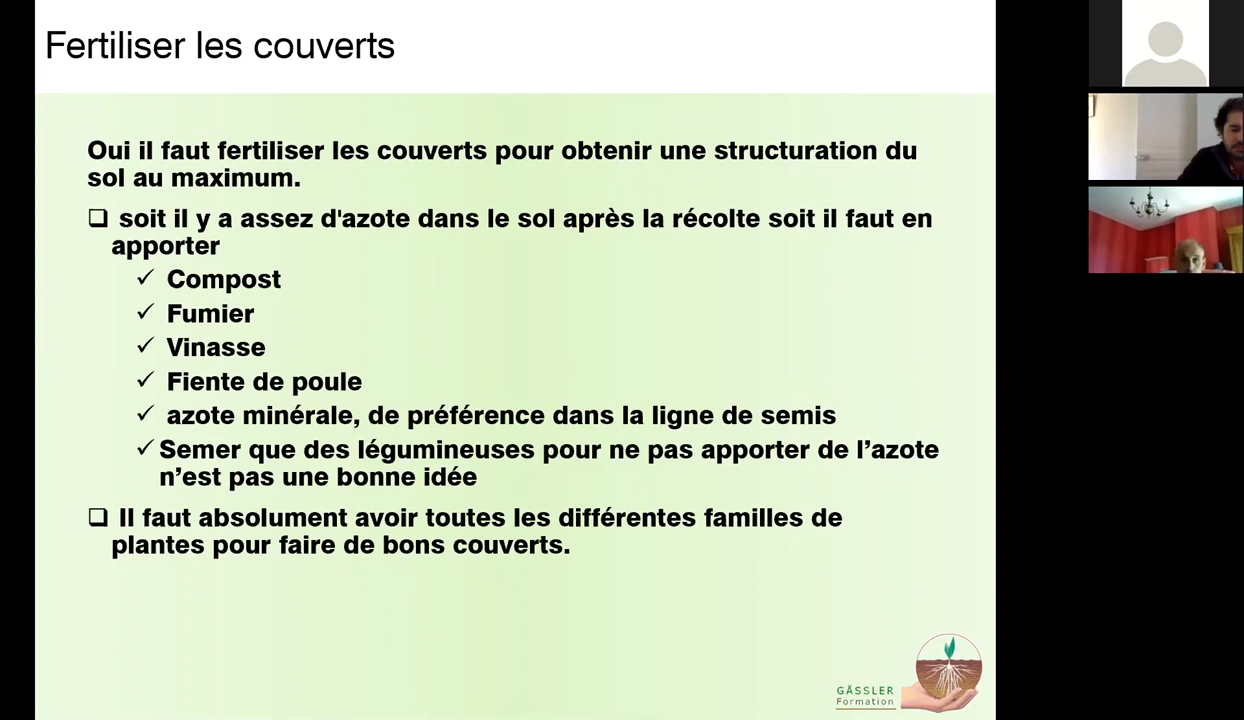 Fertiliser les couverts
Oui il faut fertiliser les couverts pour obtenir une structuration du
sol au maximum.
soit il y a assez d'azote dans le sol après la récolte soit il faut en
apporter
Compost
Fumier
Vinasse
Fiente de poule
azote minérale, de préférence dans la ligne de semis
Semer que des légumineuses pour ne pas apporter de l’azote
n’est pas une bonne idée
Il faut absolument avoir toutes les différentes familles de
plantes pour faire de bons couverts.
GÄSSLER
Formation